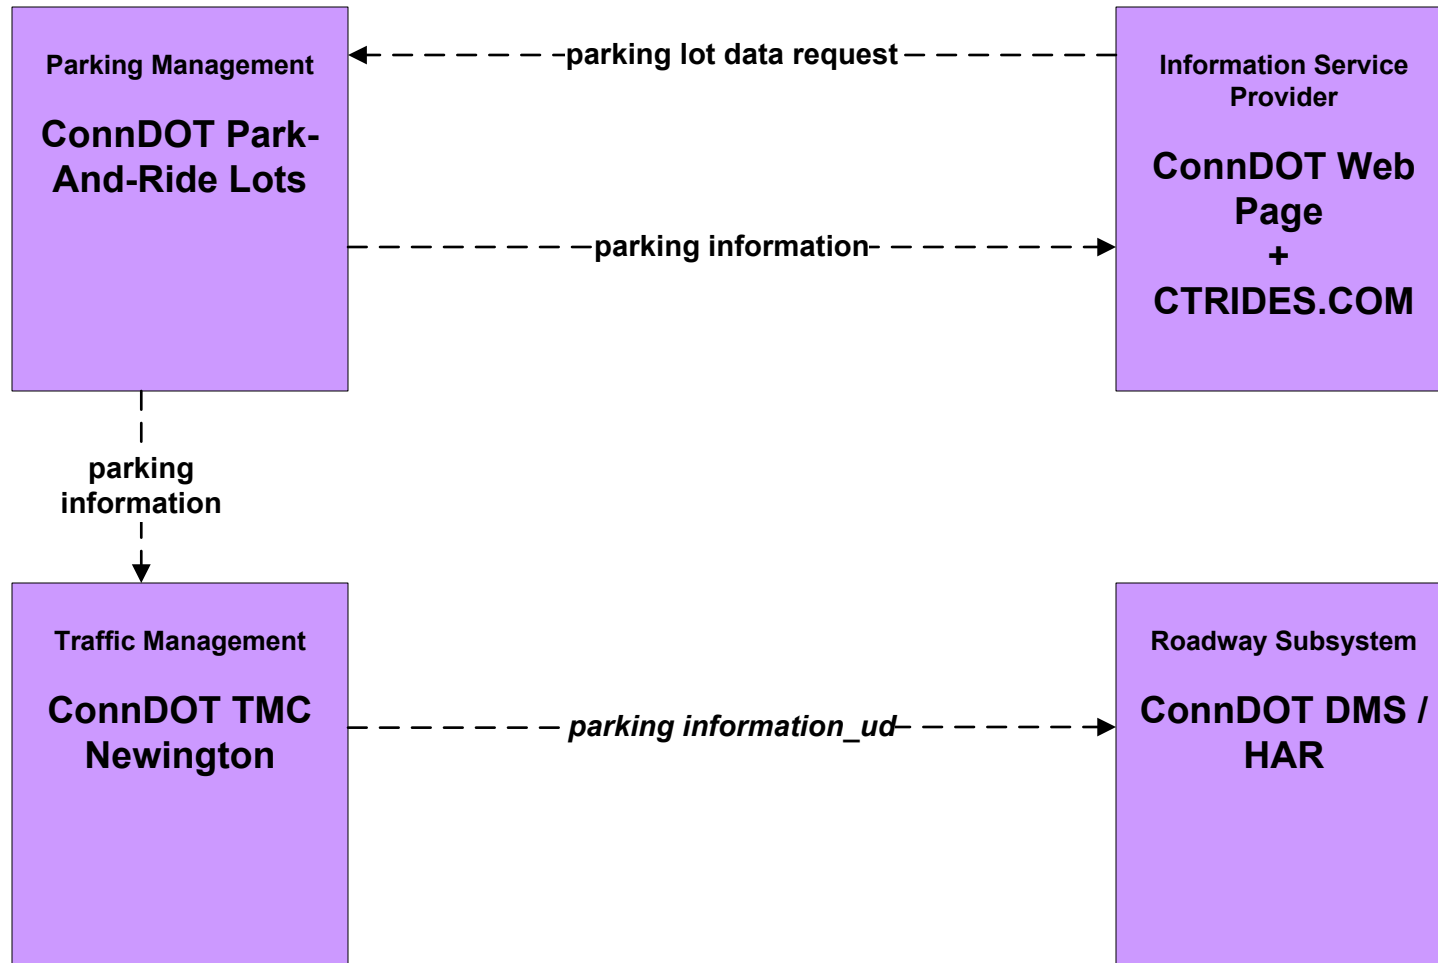 Parking Management
ConnDOT Park-
And-Ride Lots
parking lot data request
Information Service
Provider
ConnDOT Web
Page
+
CTRIDES.COM
parking information
parking
information
Traffic Management
ConnDOT TMC
Newington
parking information_ud
Roadway Subsystem
ConnDOT DMS /
HAR